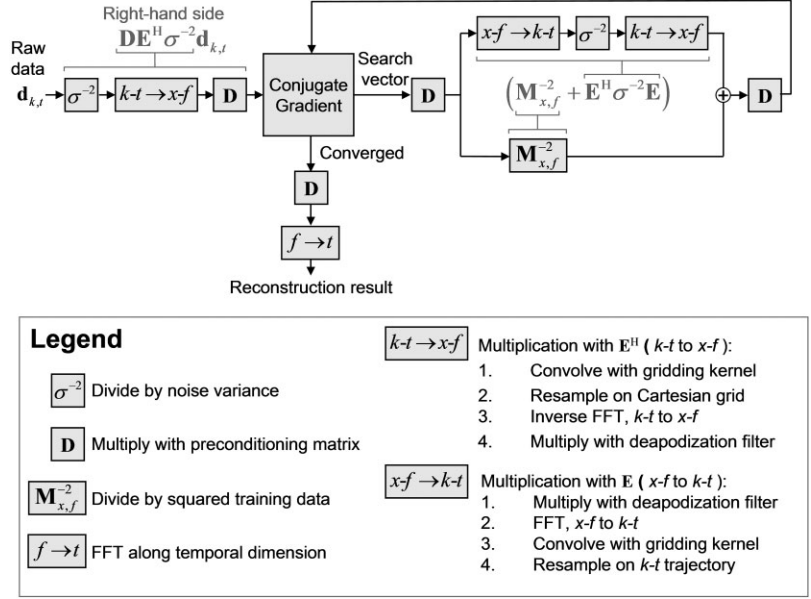 Right-hand side
DE^H σ^−2 d_k,t
Raw data
d_k,t
σ^−2
k-t → x-f
D
Conjugate Gradient
Search vector
D
x-f → k-t
σ^−2
k-t → x-f
(M_x,f^−2 + E^H σ^−2 E)
M_x,f^−2
D
Converged
D
f → t
Reconstruction result
Legend
σ^−2 Divide by noise variance
D Multiply with preconditioning matrix
M_x,f^−2 Divide by squared training data
f → t FFT along temporal dimension
k-t → x-f Multiplication with E^H ( k-t to x-f ):
1. Convolve with gridding kernel
2. Resample on Cartesian grid
3. Inverse FFT, k-t to x-f
4. Multiply with deapodization filter
x-f → k-t Multiplication with E ( x-f to k-t ):
1. Multiply with deapodization filter
2. FFT, x-f to k-t
3. Convolve with gridding kernel
4. Resample on k-t trajectory